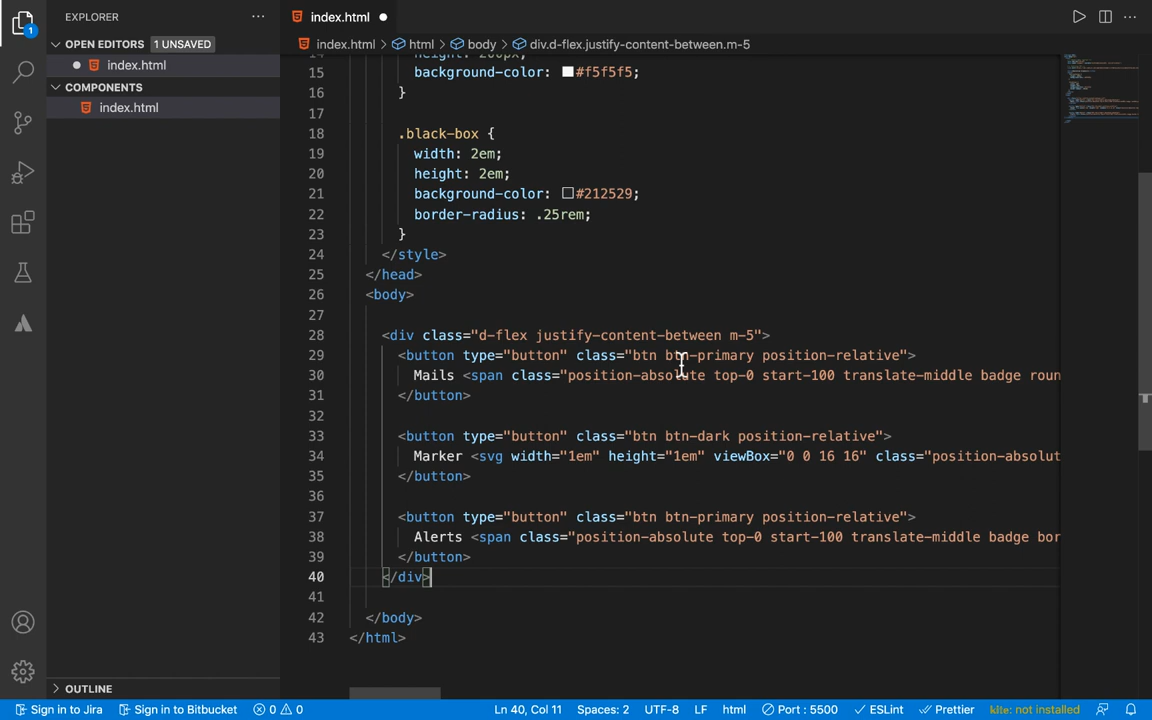 EXPLORER
index.html
OPEN EDITORS 1 UNSAVED
index.html > html > body > div.d-flex.justify-content-between.m-5
index.html
COMPONENTS
index.html
1
15 background-color: #f5f5f5;
16 }
17
18 .black-box {
19 width: 2em;
20 height: 2em;
21 background-color: #212529;
22 border-radius: .25rem;
23 }
24 </style>
25 </head>
26 <body>
27
28 <div class="d-flex justify-content-between m-5">
29 <button type="button" class="btn btn-primary position-relative">
30 Mails <span class="position-absolute top-0 start-100 translate-middle badge roun
31 </button>
32
33 <button type="button" class="btn btn-dark position-relative">
34 Marker <svg width="1em" height="1em" viewBox="0 0 16 16" class="position-absolut
35 </button>
36
37 <button type="button" class="btn btn-primary position-relative">
38 Alerts <span class="position-absolute top-0 start-100 translate-middle badge bor
39 </button>
40 </div>
41
42 </body>
43 </html>
OUTLINE
Sign in to Jira Sign in to Bitbucket 0 0 Ln 40, Col 11 Spaces: 2 UTF-8 LF html Port : 5500 ESLint Prettier kite: not installed